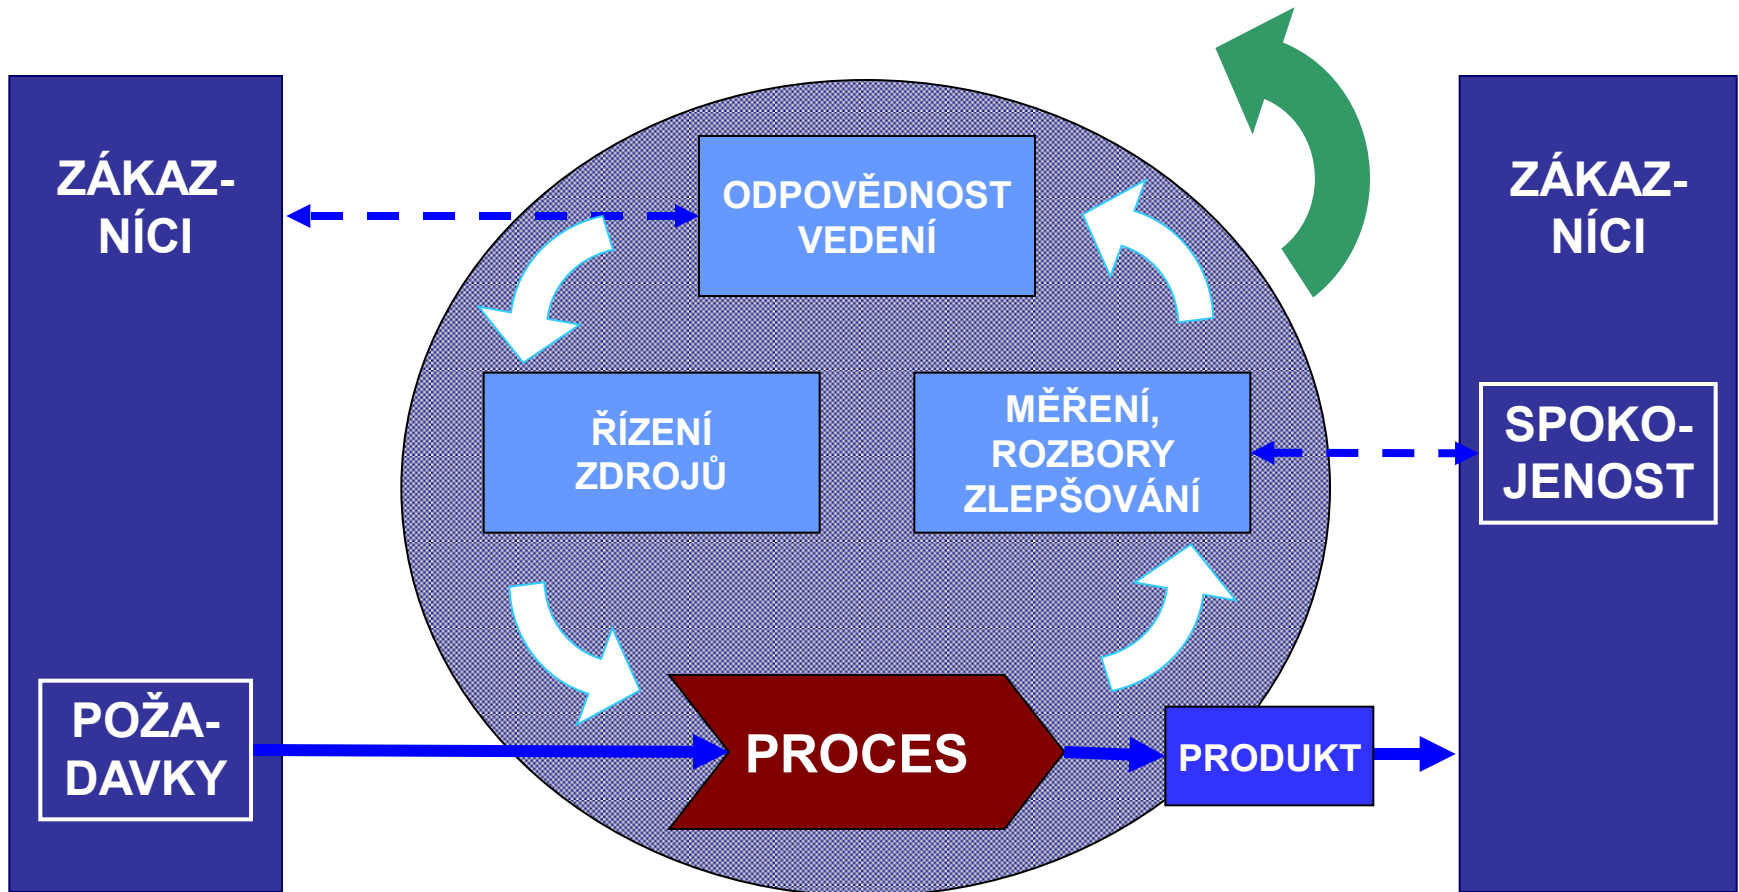 ZÁKAZ-
NÍCI
POŽA-
DAVKY
ODPOVĚDNOST
VEDENÍ
ŘÍZENÍ
ZDROJŮ
MĚŘENÍ,
ROZBORY
ZLEPŠOVÁNÍ
PROCES
PRODUKT
ZÁKAZ-
NÍCI
SPOKO-
JENOST